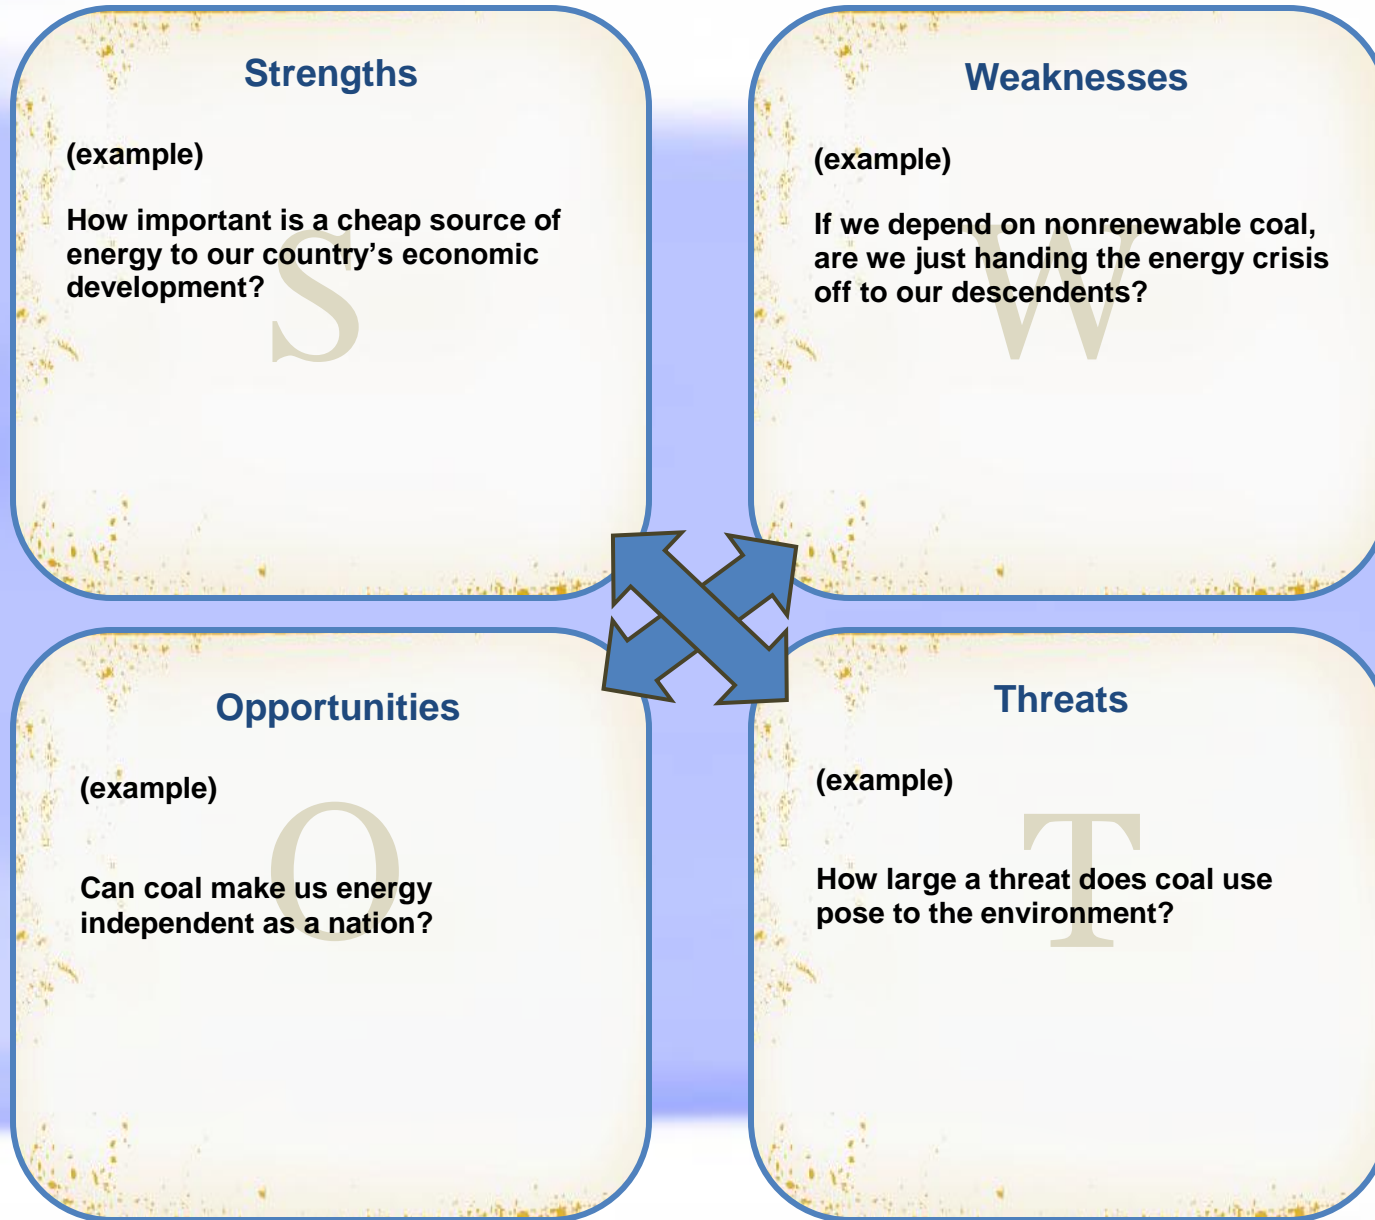 Strengths
(example)
How important is a cheap source of
energy to our country's economic
development?
S
Weaknesses
(example)
If we depend on nonrenewable coal,
are we just handing the energy crisis
off to our descendents?
W
Opportunities
(example)
Can coal make us energy
independent as a nation?
O
Threats
(example)
How large a threat does coal use
pose to the environment?
T